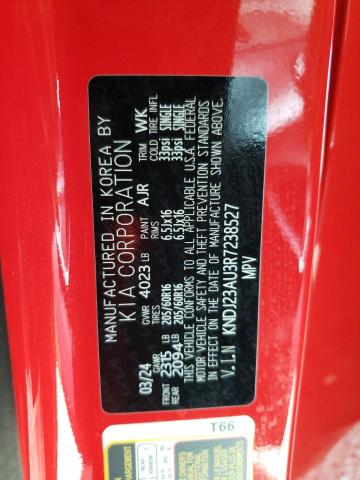 MANUFACTURED IN KOREA BY
KIA CORPORATION
03/24 GVWR 4023 LB PAINT AJR TRIM WK
GAWR TIRES RIMS COLD TIRE INFL
FRONT 2315 LB 205/60R16 6.5JX16 33psi SINGLE
REAR 2094 LB 205/60R16 6.5JX16 33psi SINGLE
THIS VEHICLE CONFORMS TO ALL APPLICABLE U.S.A. FEDERAL
MOTOR VEHICLE SAFETY AND THEFT PREVENTION STANDARDS
IN EFFECT ON THE DATE OF MANUFACTURE SHOWN ABOVE.
V.I.N KNDJ23AU3R7238527
MPV
T66
REAR